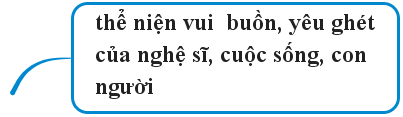 thể niện vui  buồn, yêu ghét
của nghệ sĩ, cuộc sống, con
người